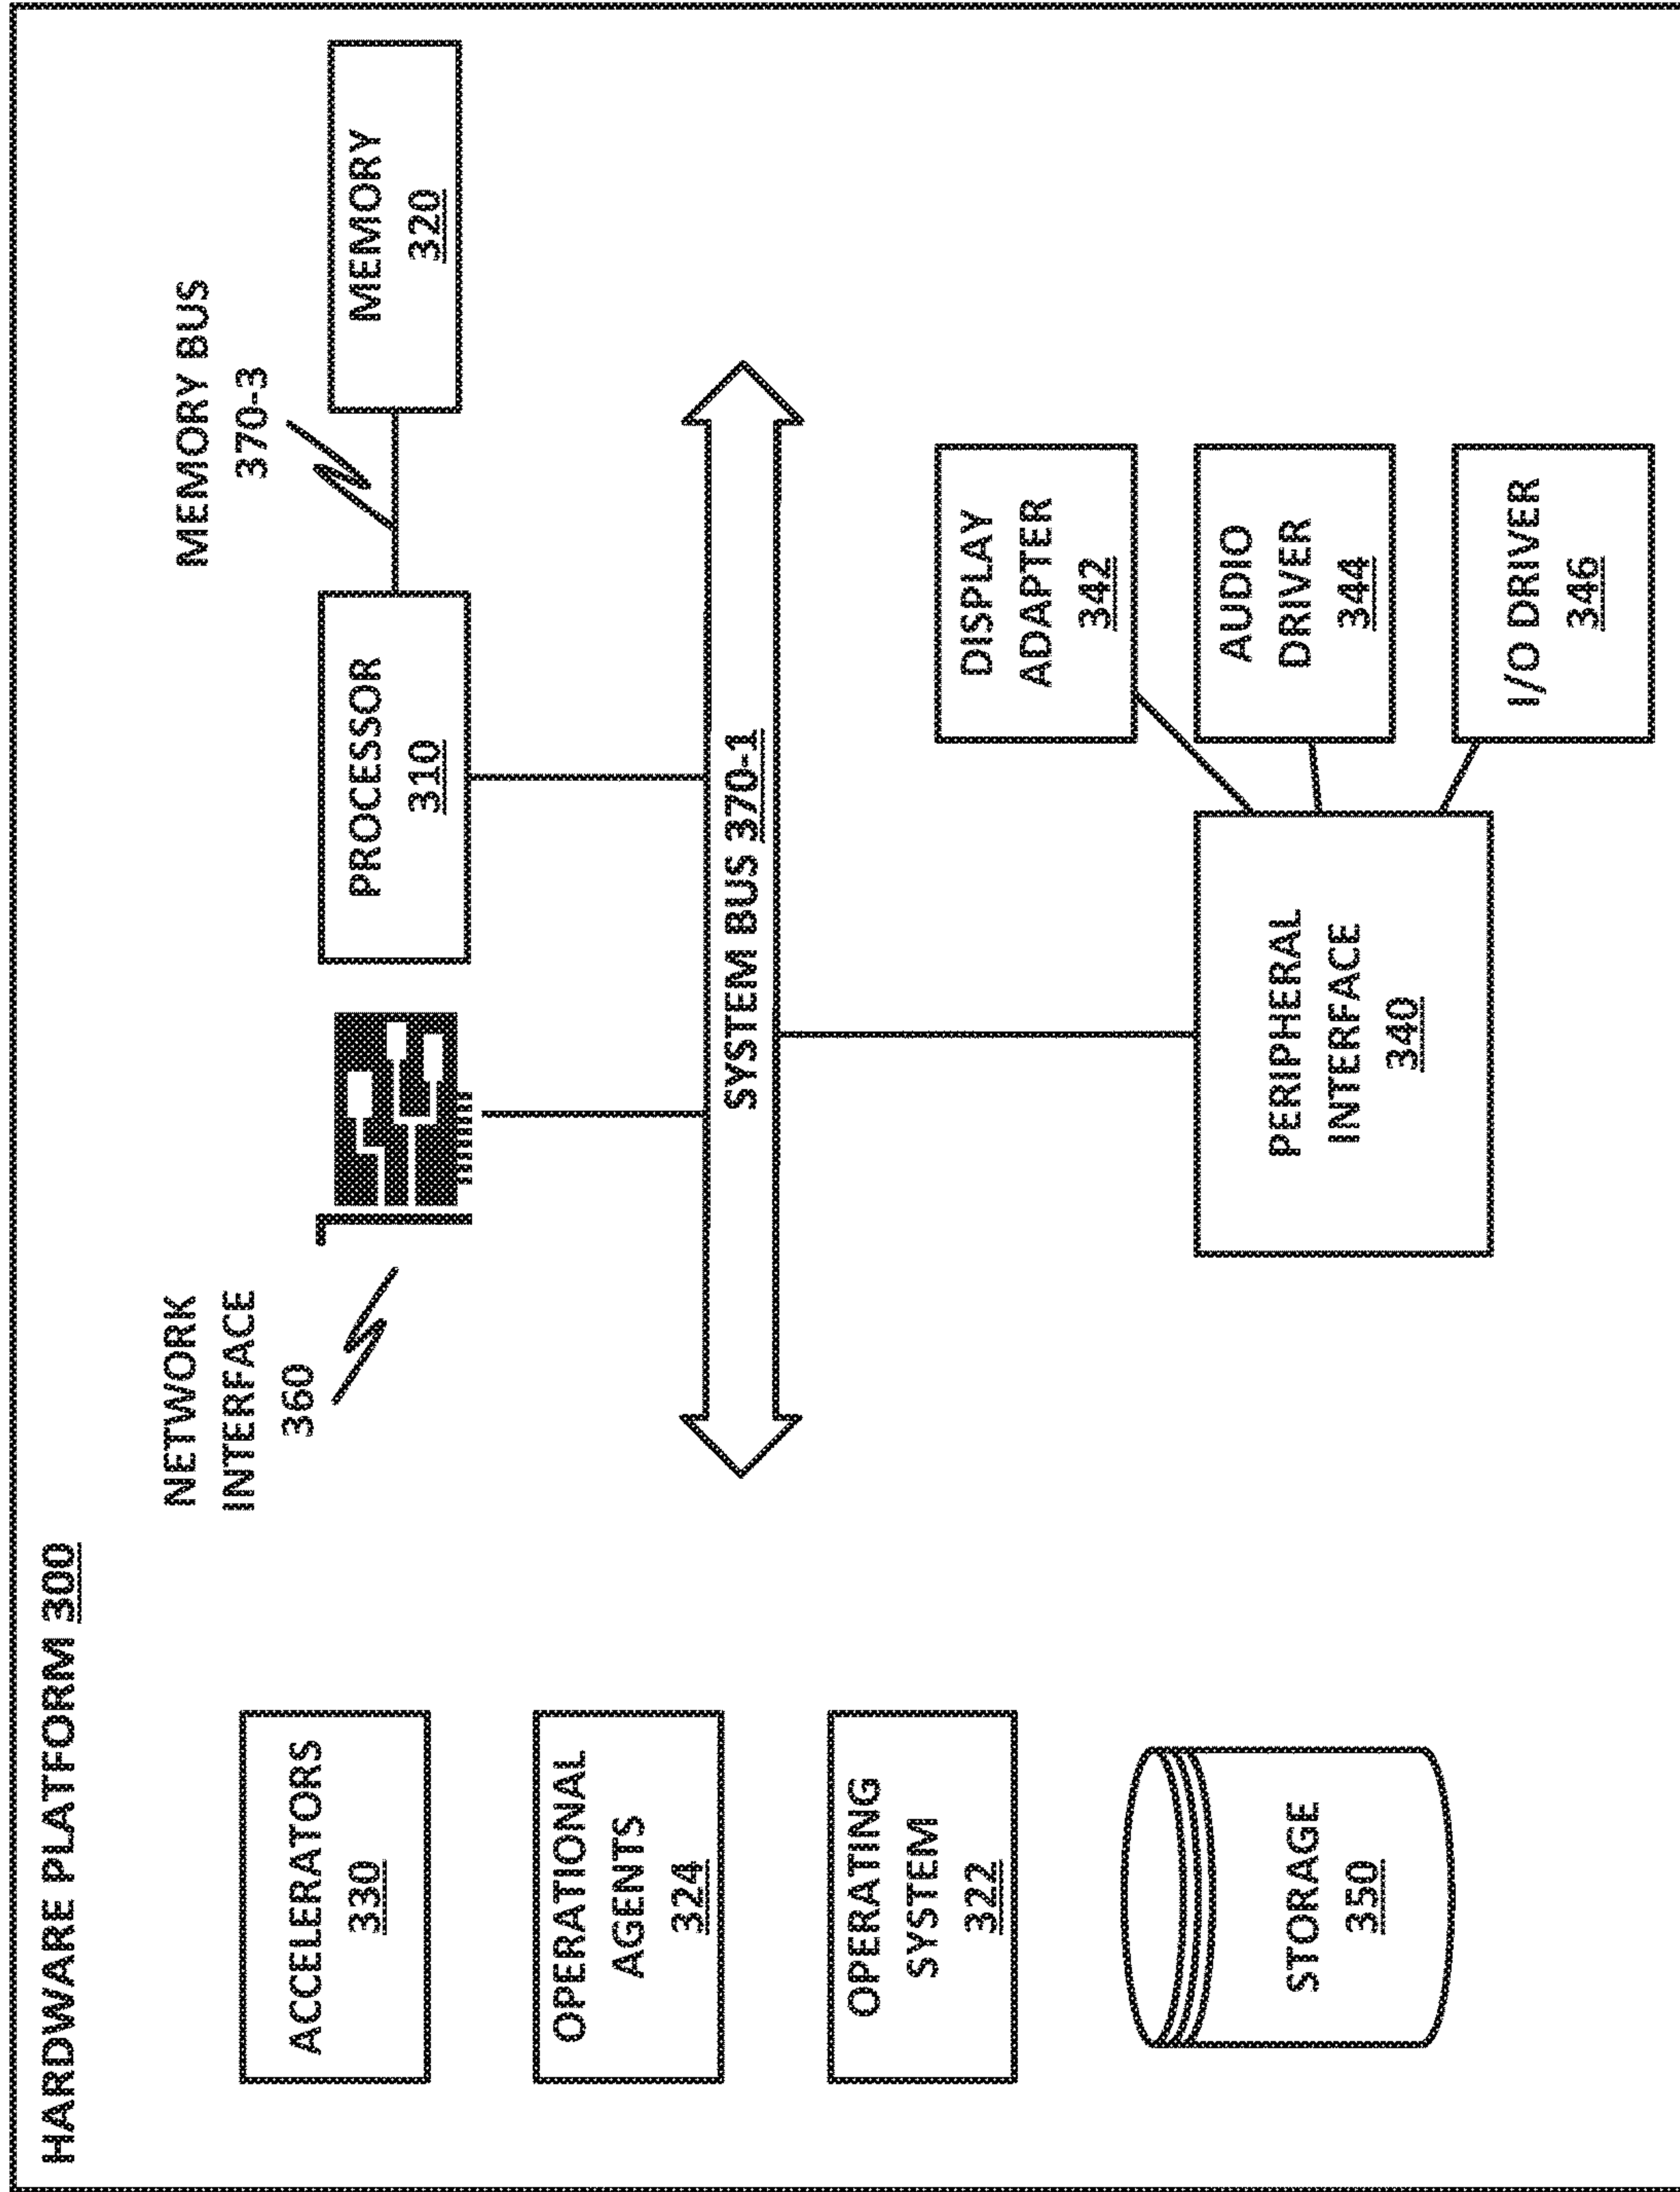 HARDWARE PLATFORM 300
ACCELERATORS
330
OPERATIONAL
AGENTS
324
OPERATING
SYSTEM
322
STORAGE
350
NETWORK
INTERFACE
360
PROCESSOR
310
MEMORY BUS
370-3
MEMORY
320
SYSTEM BUS 370-1
PERIPHERAL
INTERFACE
340
DISPLAY
ADAPTER
342
AUDIO
DRIVER
344
I/O DRIVER
346